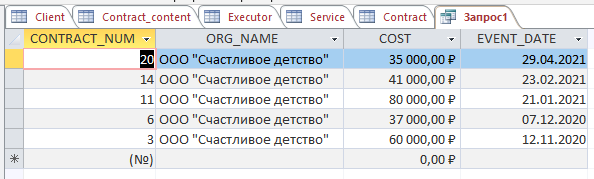 Client Contract_content Executor Service Contract Запрос1
CONTRACT_NUM ORG_NAME COST EVENT_DATE
20 ООО "Счастливое детство" 35 000,00 ₽ 29.04.2021
14 ООО "Счастливое детство" 41 000,00 ₽ 23.02.2021
11 ООО "Счастливое детство" 80 000,00 ₽ 21.01.2021
6 ООО "Счастливое детство" 37 000,00 ₽ 07.12.2020
3 ООО "Счастливое детство" 60 000,00 ₽ 12.11.2020
* (№) 0,00 ₽